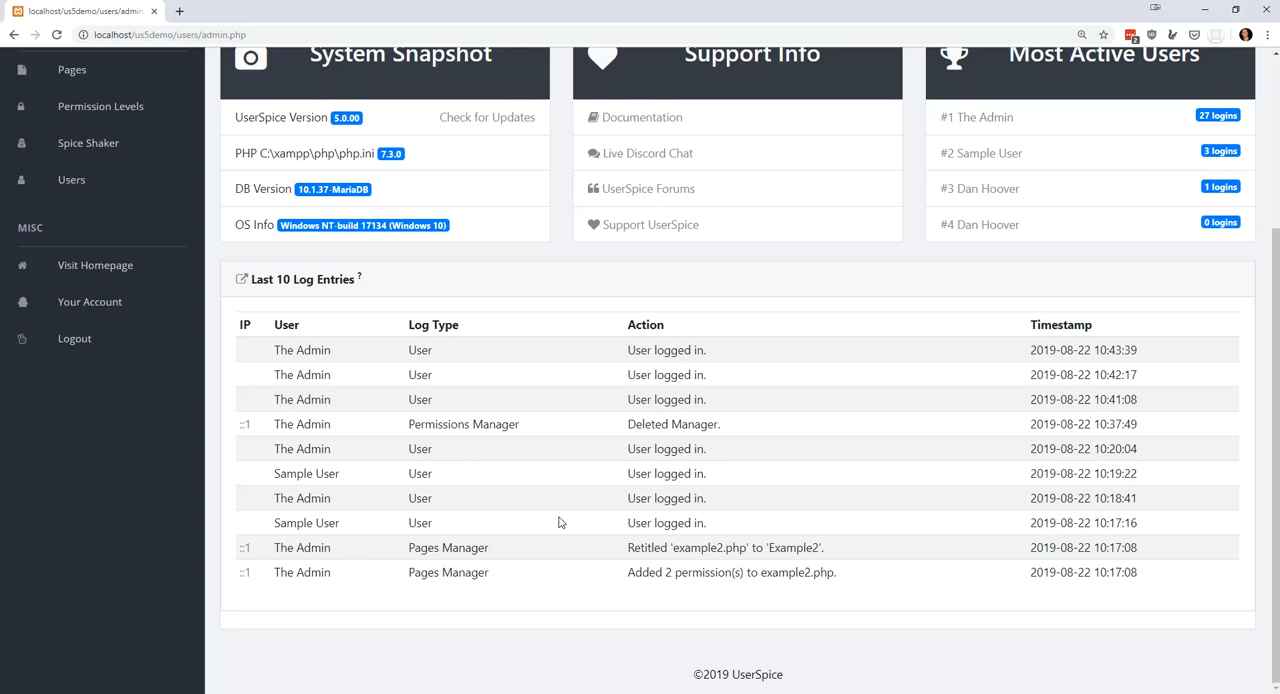 localhost/us5demo/users/admin
localhost/us5demo/users/admin.php
2
Pages
Permission Levels
Spice Shaker
Users
MISC
Visit Homepage
Your Account
Logout
System Snapshot
UserSpice Version 5.0.00 Check for Updates
PHP C:\xampp\php\php.ini 7.3.0
DB Version 10.1.37-MariaDB
OS Info Windows NT-build 17134 (Windows 10)
Support Info
Documentation
Live Discord Chat
UserSpice Forums
Support UserSpice
Most Active Users
#1 The Admin 27 logins
#2 Sample User 3 logins
#3 Dan Hoover 1 logins
#4 Dan Hoover 0 logins
Last 10 Log Entries ?
IP User Log Type Action Timestamp
The Admin User User logged in. 2019-08-22 10:43:39
The Admin User User logged in. 2019-08-22 10:42:17
The Admin User User logged in. 2019-08-22 10:41:08
::1 The Admin Permissions Manager Deleted Manager. 2019-08-22 10:37:49
The Admin User User logged in. 2019-08-22 10:20:04
Sample User User User logged in. 2019-08-22 10:19:22
The Admin User User logged in. 2019-08-22 10:18:41
Sample User User User logged in. 2019-08-22 10:17:16
::1 The Admin Pages Manager Retitled 'example2.php' to 'Example2'. 2019-08-22 10:17:08
::1 The Admin Pages Manager Added 2 permission(s) to example2.php. 2019-08-22 10:17:08
©2019 UserSpice